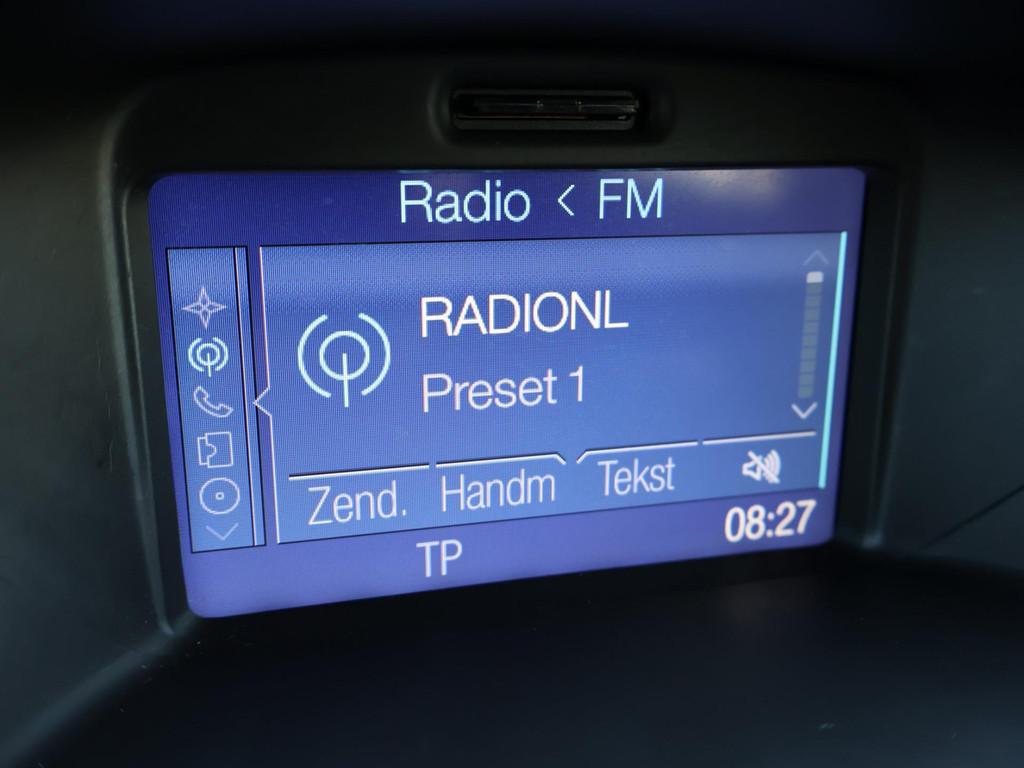 Radio < FM
RADIONL
Preset 1
Zend. Handm Tekst
08:27
TP